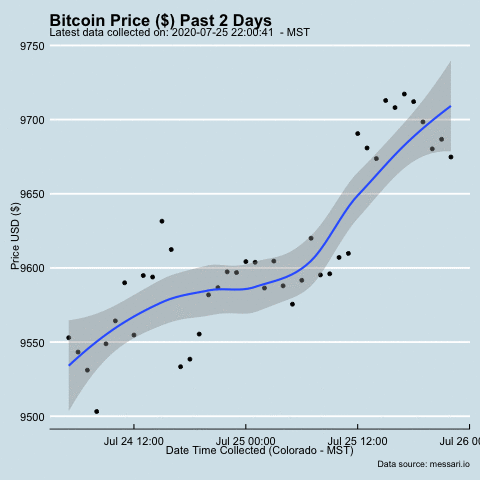 Bitcoin Price ($) Past 2 Days
Latest data collected on: 2020-07-25 22:00:41 - MST
9750
9700
9650
9600
9550
9500
Price USD ($)
Jul 24 12:00 Jul 25 00:00 Jul 25 12:00 Jul 26 00
Date Time Collected (Colorado - MST)
Data source: messari.io